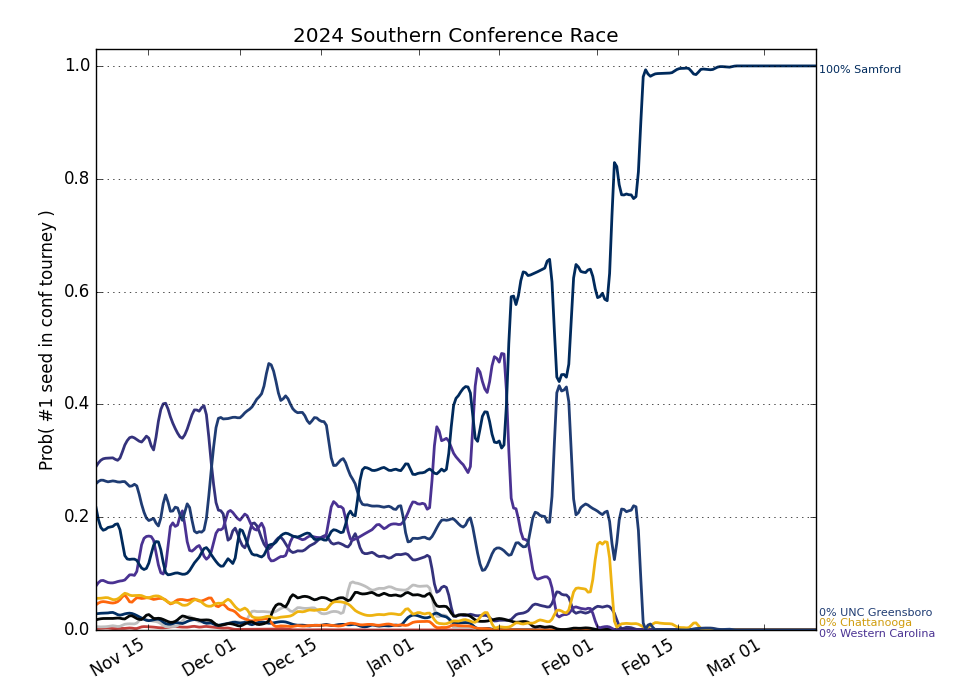 2024 Southern Conference Race
Prob( #1 seed in conf tourney )
1.0
0.8
0.6
0.4
0.2
0.0
Nov 15
Dec 01
Dec 15
Jan 01
Jan 15
Feb 01
Feb 15
Mar 01
100% Samford
0% UNC Greensboro
0% Chattanooga
0% Western Carolina